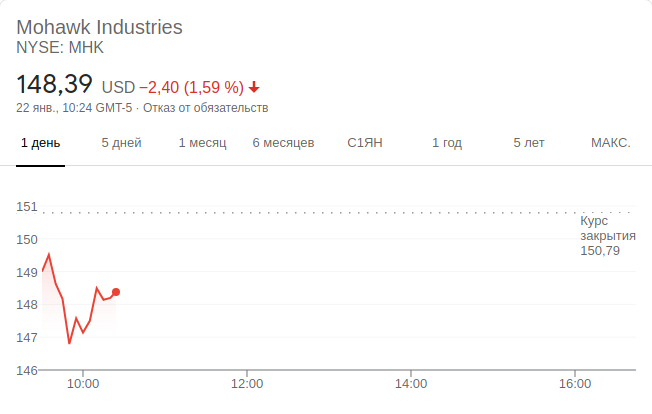 Mohawk Industries
NYSE: MHK
148,39 USD −2,40 (1,59 %)
22 янв., 10:24 GMT-5 · Отказ от обязательств
1 день 5 дней 1 месяц 6 месяцев С1ЯН 1 год 5 лет МАКС.
151
Курс
закрытия
150,79
150
149
148
147
146
10:00 12:00 14:00 16:00